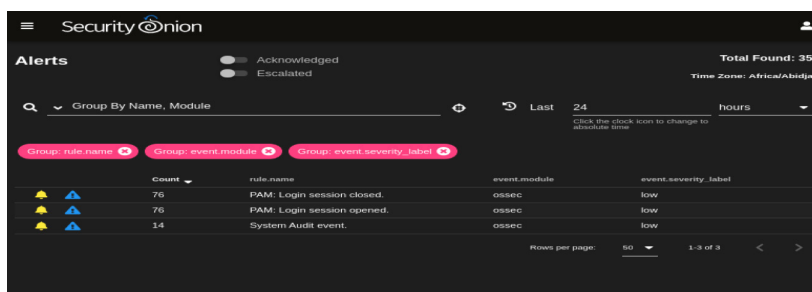 Security Onion
Alerts
Acknowledged
Escalated
Total Found: 35
Time Zone: Africa/Abidja
Group By Name, Module
Last 24 hours
Click the clock icon to change to
absolute time
Group: rule.name
Group: event.module
Group: event.severity_label
Count rule.name event.module event.severity_label
76 PAM: Login session closed. ossec low
76 PAM: Login session opened. ossec low
14 System Audit event. ossec low
Rows per page: 50 1-3 of 3